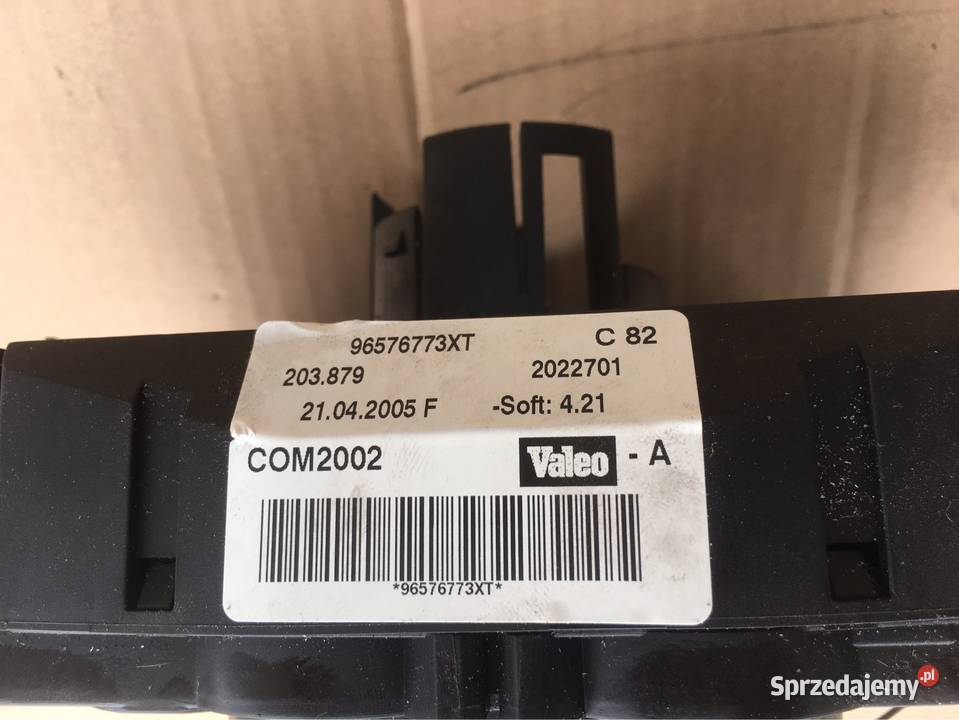 96576773XT C 82
203.879 2022701
21.04.2005 F -Soft: 4.21
COM2002 Valeo - A
*96576773XT*
Sprzedajemy.pl